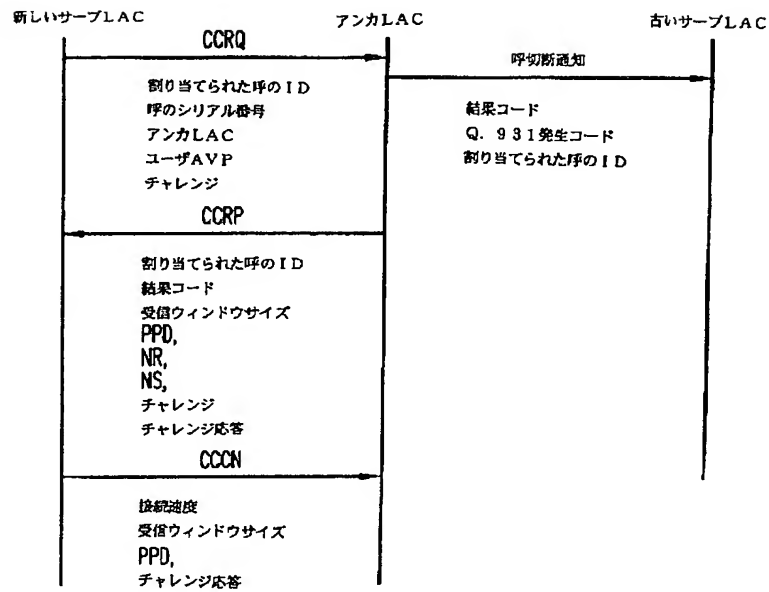 新しいサーブLAC
アンカLAC
古いサーブLAC
CCRQ
呼切断通知
割り当てられた呼のID
呼のシリアル番号
アンカLAC
ユーザAVP
チャレンジ
結果コード
Q. 931発生コード
割り当てられた呼のID
CCRP
割り当てられた呼のID
結果コード
受信ウィンドウサイズ
PPD,
NR,
NS,
チャレンジ
チャレンジ応答
CCCN
接続速度
受信ウィンドウサイズ
PPD,
チャレンジ応答